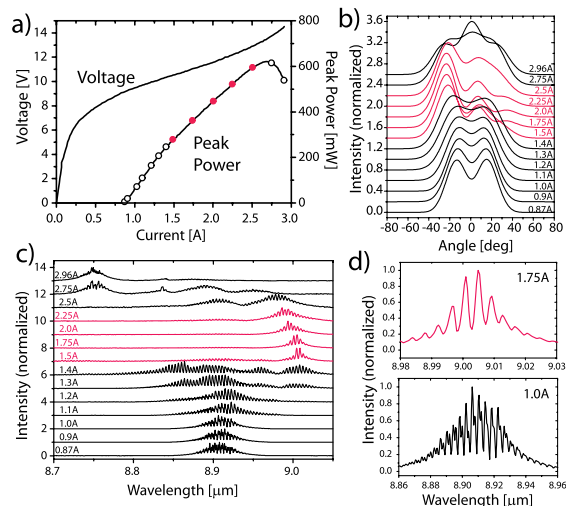 a)
Voltage [V]
14
12
10
8
6
4
2
0
0.0 0.5 1.0 1.5 2.0 2.5 3.0
Current [A]
800
600
400
200
0
Peak Power [mW]
Voltage
Peak
Power
b)
Intensity (normalized)
3.6
3.2
2.8
2.4
2.0
1.6
1.2
0.8
0.4
0.0
-80 -60 -40 -20 0 20 40 60 80
Angle [deg]
2.96A
2.75A
2.5A
2.25A
2.0A
1.75A
1.5A
1.4A
1.3A
1.2A
1.1A
1.0A
0.9A
0.87A
c)
Intensity (normalized)
14
12
10
8
6
4
2
0
2.96A
2.75A
2.5A
2.25A
2.0A
1.75A
1.5A
1.4A
1.3A
1.2A
1.1A
1.0A
0.9A
0.87A
8.7 8.8 8.9 9.0
Wavelength [μm]
d)
Intensity (normalized)
1.0
0.8
0.6
0.4
0.2
0.0
1.75A
8.98 8.99 9.00 9.01 9.02 9.03
1.0
0.8
0.6
0.4
0.2
0.0
1.0A
8.86 8.88 8.90 8.92 8.94 8.96
Wavelength [μm]